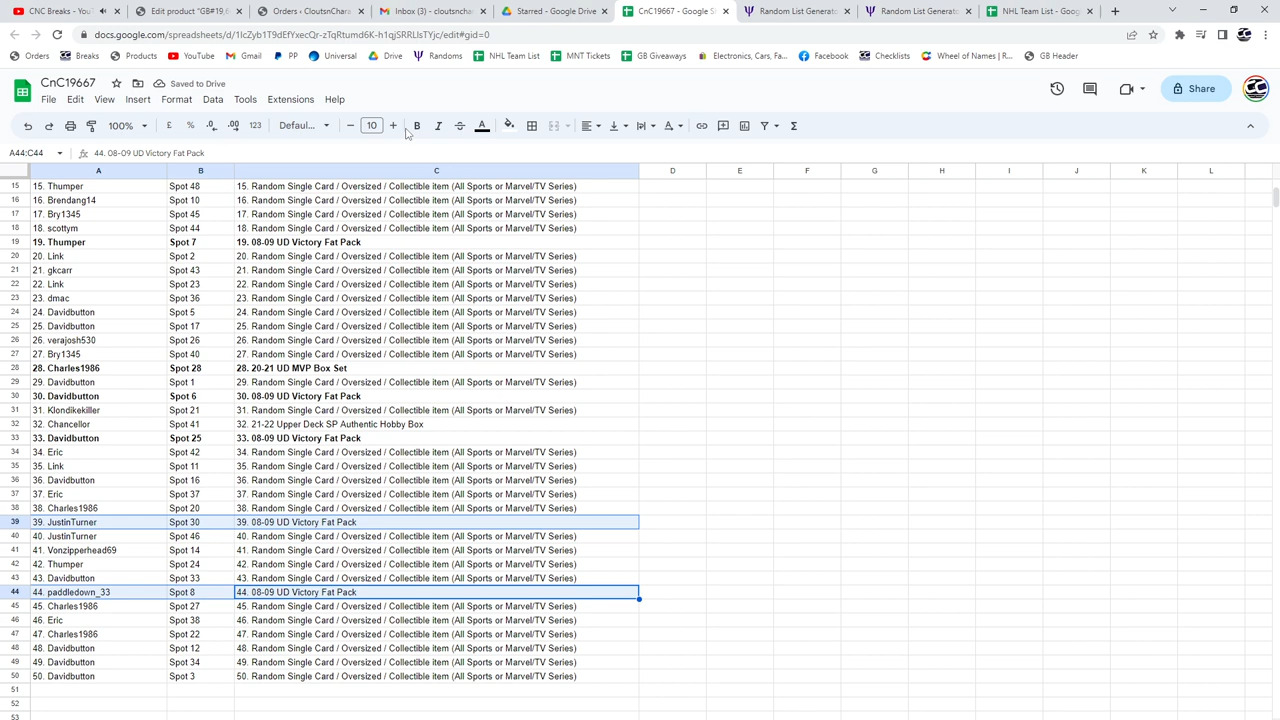 CNC Breaks - YouT
Edit product "GB#19,6
Orders ‹ CloutsnChara
Inbox (3) - cloutsnchar
Starred - Google Drive
CnC19667 - Google S
Random List Generato
Random List Generato
NHL Team List - Goog
docs.google.com/spreadsheets/d/1lcZyb1T9dEfYxecQr-zTqRtumd6K-h1qjSRRLlsTYjc/edit#gid=0
Orders Breaks Products YouTube Gmail PP Universal Drive Randoms NHL Team List MNT Tickets GB Giveaways Electronics, Cars, Fa... Facebook Checklists Wheel of Names | R... GB Header
CnC19667 Saved to Drive
File Edit View Insert Format Data Tools Extensions Help
Share
100% £ % .0 .00 123 Defaul... 10 B I S A
A44:C44 fx 44. 08-09 UD Victory Fat Pack
A B C D E F G H I J K L
15 15. Thumper Spot 48 15. Random Single Card / Oversized / Collectible item (All Sports or Marvel/TV Series)
16 16. Brendang14 Spot 10 16. Random Single Card / Oversized / Collectible item (All Sports or Marvel/TV Series)
17 17. Bry1345 Spot 45 17. Random Single Card / Oversized / Collectible item (All Sports or Marvel/TV Series)
18 18. scottym Spot 44 18. Random Single Card / Oversized / Collectible item (All Sports or Marvel/TV Series)
19 19. Thumper Spot 7 19. 08-09 UD Victory Fat Pack
20 20. Link Spot 2 20. Random Single Card / Oversized / Collectible item (All Sports or Marvel/TV Series)
21 21. gkcarr Spot 43 21. Random Single Card / Oversized / Collectible item (All Sports or Marvel/TV Series)
22 22. Link Spot 23 22. Random Single Card / Oversized / Collectible item (All Sports or Marvel/TV Series)
23 23. dmac Spot 36 23. Random Single Card / Oversized / Collectible item (All Sports or Marvel/TV Series)
24 24. Davidbutton Spot 5 24. Random Single Card / Oversized / Collectible item (All Sports or Marvel/TV Series)
25 25. Davidbutton Spot 17 25. Random Single Card / Oversized / Collectible item (All Sports or Marvel/TV Series)
26 26. verajosh530 Spot 26 26. Random Single Card / Oversized / Collectible item (All Sports or Marvel/TV Series)
27 27. Bry1345 Spot 40 27. Random Single Card / Oversized / Collectible item (All Sports or Marvel/TV Series)
28 28. Charles1986 Spot 28 28. 20-21 UD MVP Box Set
29 29. Davidbutton Spot 1 29. Random Single Card / Oversized / Collectible item (All Sports or Marvel/TV Series)
30 30. Davidbutton Spot 6 30. 08-09 UD Victory Fat Pack
31 31. Klondikekiller Spot 21 31. Random Single Card / Oversized / Collectible item (All Sports or Marvel/TV Series)
32 32. Chancellor Spot 41 32. 21-22 Upper Deck SP Authentic Hobby Box
33 33. Davidbutton Spot 25 33. 08-09 UD Victory Fat Pack
34 34. Eric Spot 42 34. Random Single Card / Oversized / Collectible item (All Sports or Marvel/TV Series)
35 35. Link Spot 11 35. Random Single Card / Oversized / Collectible item (All Sports or Marvel/TV Series)
36 36. Davidbutton Spot 16 36. Random Single Card / Oversized / Collectible item (All Sports or Marvel/TV Series)
37 37. Eric Spot 37 37. Random Single Card / Oversized / Collectible item (All Sports or Marvel/TV Series)
38 38. Charles1986 Spot 20 38. Random Single Card / Oversized / Collectible item (All Sports or Marvel/TV Series)
39 39. JustinTurner Spot 30 39. 08-09 UD Victory Fat Pack
40 40. JustinTurner Spot 46 40. Random Single Card / Oversized / Collectible item (All Sports or Marvel/TV Series)
41 41. Vonzipperhead69 Spot 14 41. Random Single Card / Oversized / Collectible item (All Sports or Marvel/TV Series)
42 42. Thumper Spot 24 42. Random Single Card / Oversized / Collectible item (All Sports or Marvel/TV Series)
43 43. Davidbutton Spot 33 43. Random Single Card / Oversized / Collectible item (All Sports or Marvel/TV Series)
44 44. paddledown_33 Spot 8 44. 08-09 UD Victory Fat Pack
45 45. Charles1986 Spot 27 45. Random Single Card / Oversized / Collectible item (All Sports or Marvel/TV Series)
46 46. Eric Spot 38 46. Random Single Card / Oversized / Collectible item (All Sports or Marvel/TV Series)
47 47. Charles1986 Spot 22 47. Random Single Card / Oversized / Collectible item (All Sports or Marvel/TV Series)
48 48. Davidbutton Spot 12 48. Random Single Card / Oversized / Collectible item (All Sports or Marvel/TV Series)
49 49. Davidbutton Spot 34 49. Random Single Card / Oversized / Collectible item (All Sports or Marvel/TV Series)
50 50. Davidbutton Spot 3 50. Random Single Card / Oversized / Collectible item (All Sports or Marvel/TV Series)
51
52
53